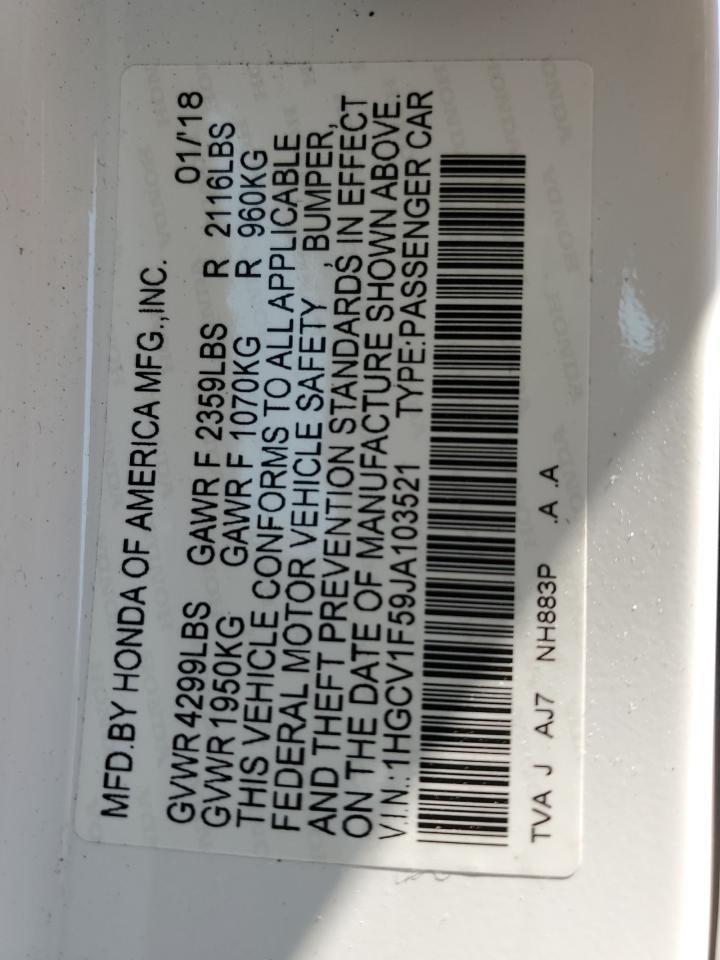 MFD.BY HONDA OF AMERICA MFG.,INC. 01/'18
GVWR 4299LBS GAWR F 2359LBS R 2116LBS
GVWR 1950KG GAWR F 1070KG R 960KG
THIS VEHICLE CONFORMS TO ALL APPLICABLE
FEDERAL MOTOR VEHICLE SAFETY , BUMPER,
AND THEFT PREVENTION STANDARDS IN EFFECT
ON THE DATE OF MANUFACTURE SHOWN ABOVE.
V.I.N.:1HGCV1F59JA103521 TYPE:PASSENGER CAR
TVA J AJ7 NH883P .A .A